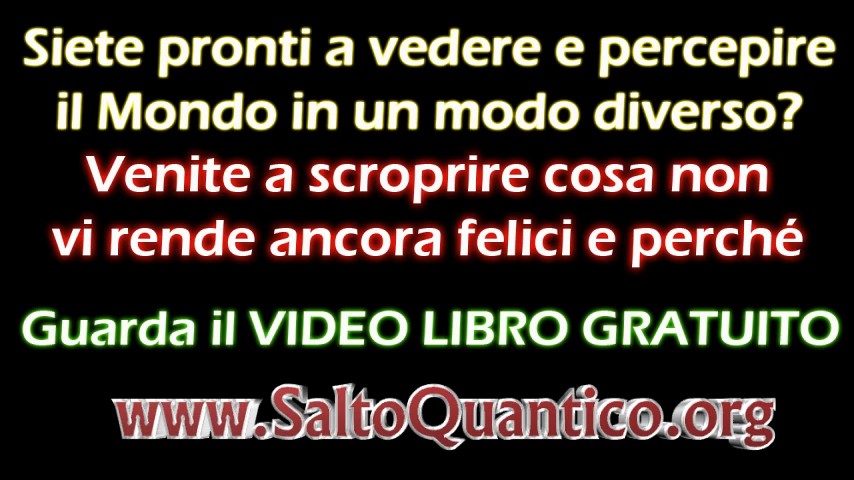 Siete pronti a vedere e percepire
il Mondo in un modo diverso?
Venite a scroprire cosa non
vi rende ancora felici e perché
Guarda il VIDEO LIBRO GRATUITO
www.SaltoQuantico.org